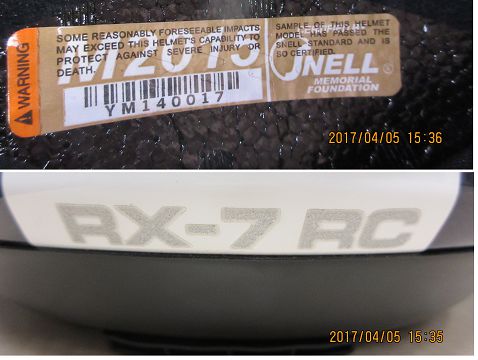 ⚠ WARNING
SOME REASONABLY FORESEEABLE IMPACTS
MAY EXCEED THIS HELMET'S CAPABILITY TO
PROTECT AGAINST SEVERE INJURY OR
DEATH.
YM140017
SAMPLE OF THIS HELMET
MODEL HAS PASSED THE
SNELL STANDARD AND IS
SO CERTIFIED.
SNELL
MEMORIAL
FOUNDATION
2017/04/05 15:36
RX-7 RC
2017/04/05 15:35